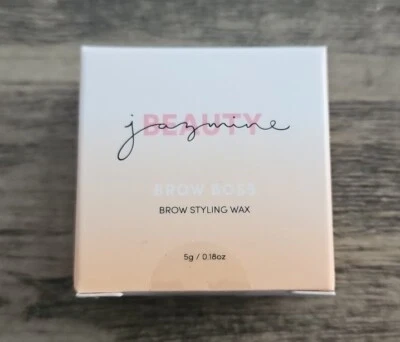 jazmine
BEAUTY
BROW BOSS
BROW STYLING WAX
5g / 0.18oz